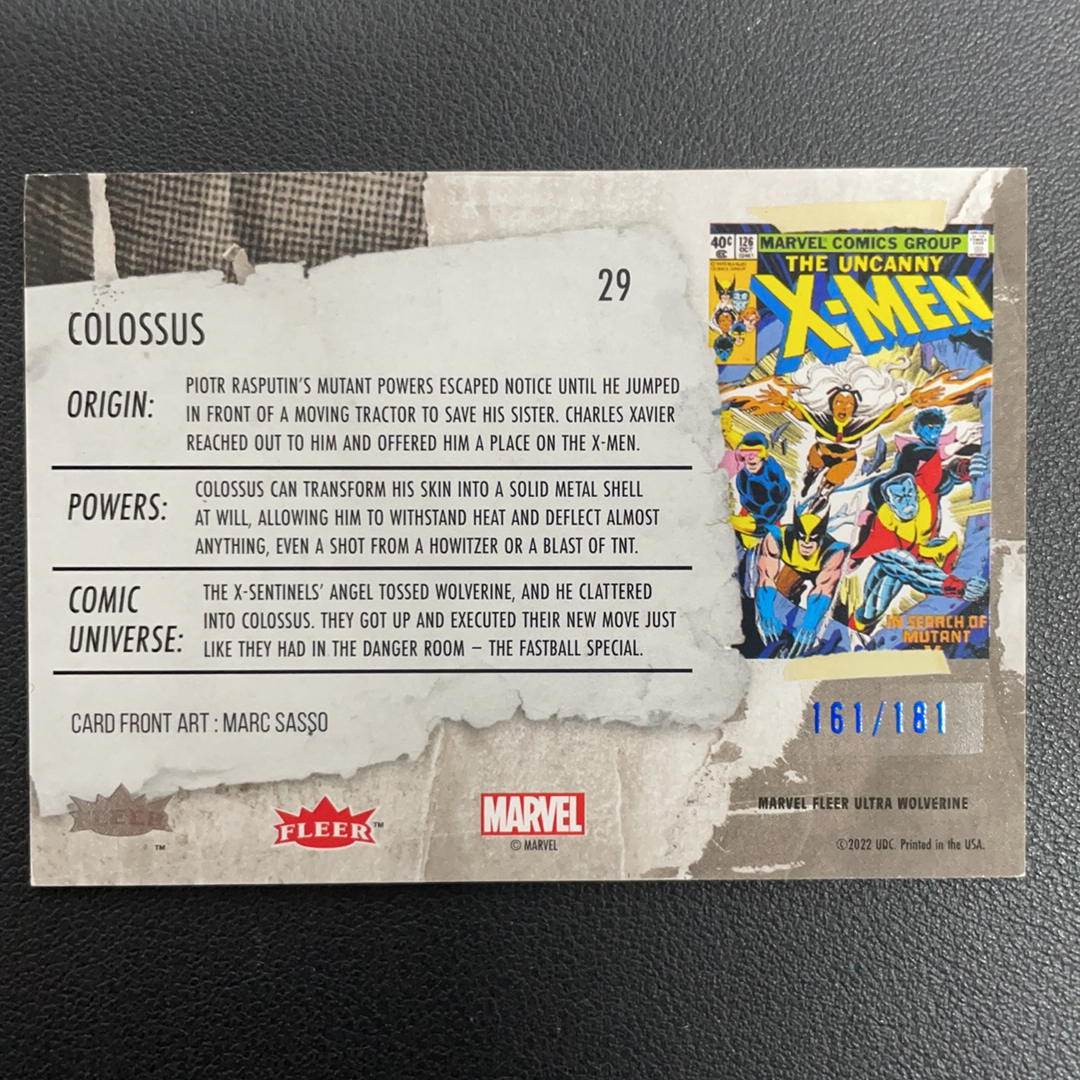 29
COLOSSUS
ORIGIN:
PIOTR RASPUTIN'S MUTANT POWERS ESCAPED NOTICE UNTIL HE JUMPED
IN FRONT OF A MOVING TRACTOR TO SAVE HIS SISTER. CHARLES XAVIER
REACHED OUT TO HIM AND OFFERED HIM A PLACE ON THE X-MEN.
POWERS:
COLOSSUS CAN TRANSFORM HIS SKIN INTO A SOLID METAL SHELL
AT WILL, ALLOWING HIM TO WITHSTAND HEAT AND DEFLECT ALMOST
ANYTHING, EVEN A SHOT FROM A HOWITZER OR A BLAST OF TNT.
COMIC
UNIVERSE:
THE X-SENTINELS' ANGEL TOSSED WOLVERINE, AND HE CLATTERED
INTO COLOSSUS. THEY GOT UP AND EXECUTED THEIR NEW MOVE JUST
LIKE THEY HAD IN THE DANGER ROOM – THE FASTBALL SPECIAL.
CARD FRONT ART : MARC SASSO
FLEER ™
FLEER™
MARVEL
© MARVEL
40¢
126
OCT
MARVEL COMICS GROUP
THE UNCANNY
X-MEN
IN SEARCH OF
MUTANT
161/181
MARVEL FLEER ULTRA WOLVERINE
©2022 UDC. Printed in the USA.